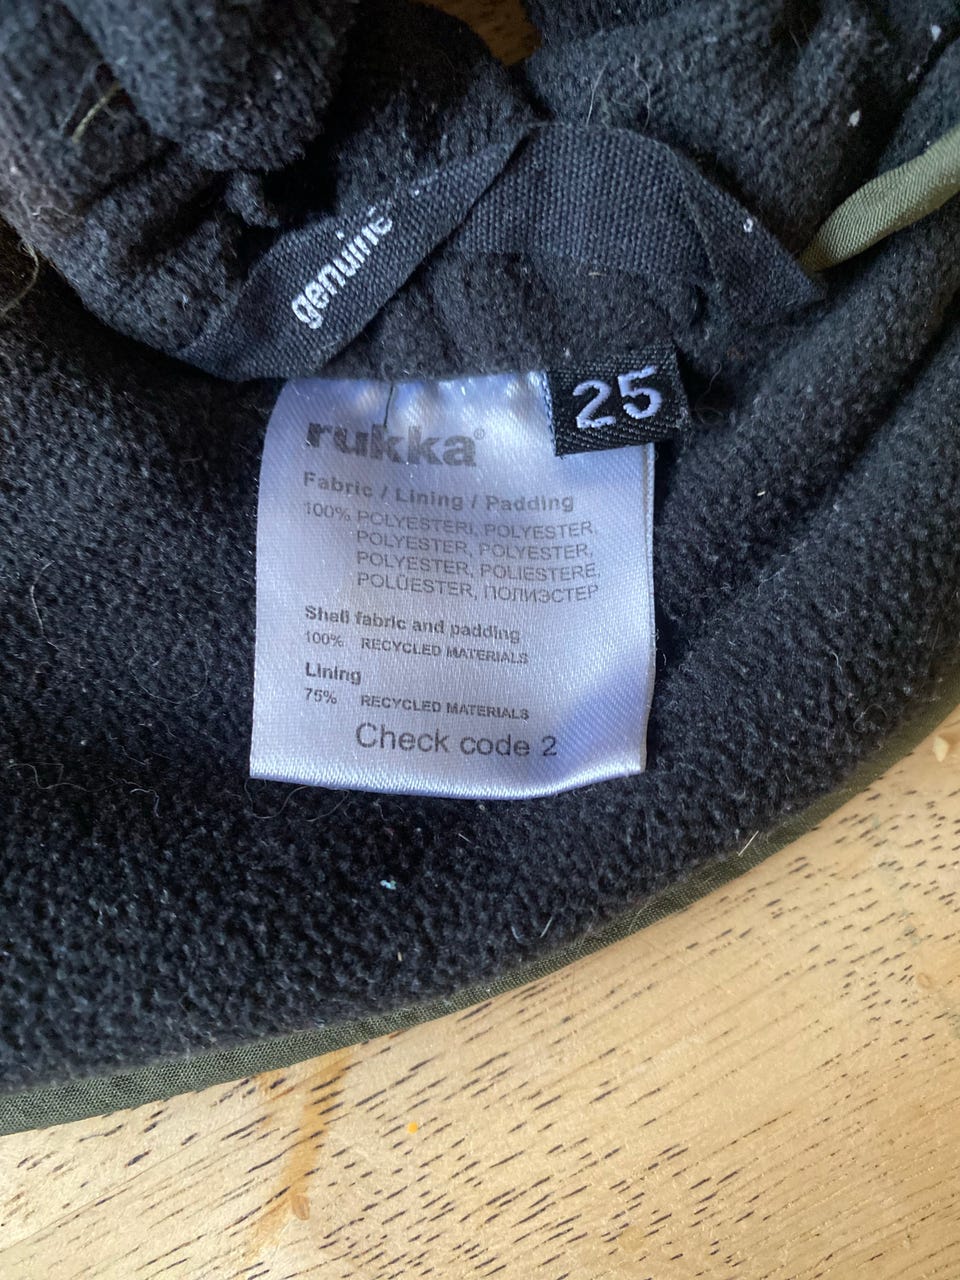 genuine
25
rukka®
Fabric / Lining / Padding
100% POLYESTERI, POLYESTER,
POLYESTER, POLYESTER,
POLYESTER, POLIESTERE,
POLÜESTER, ПОЛИЭСТЕР
Shell fabric and padding
100% RECYCLED MATERIALS
Lining
75% RECYCLED MATERIALS
Check code 2